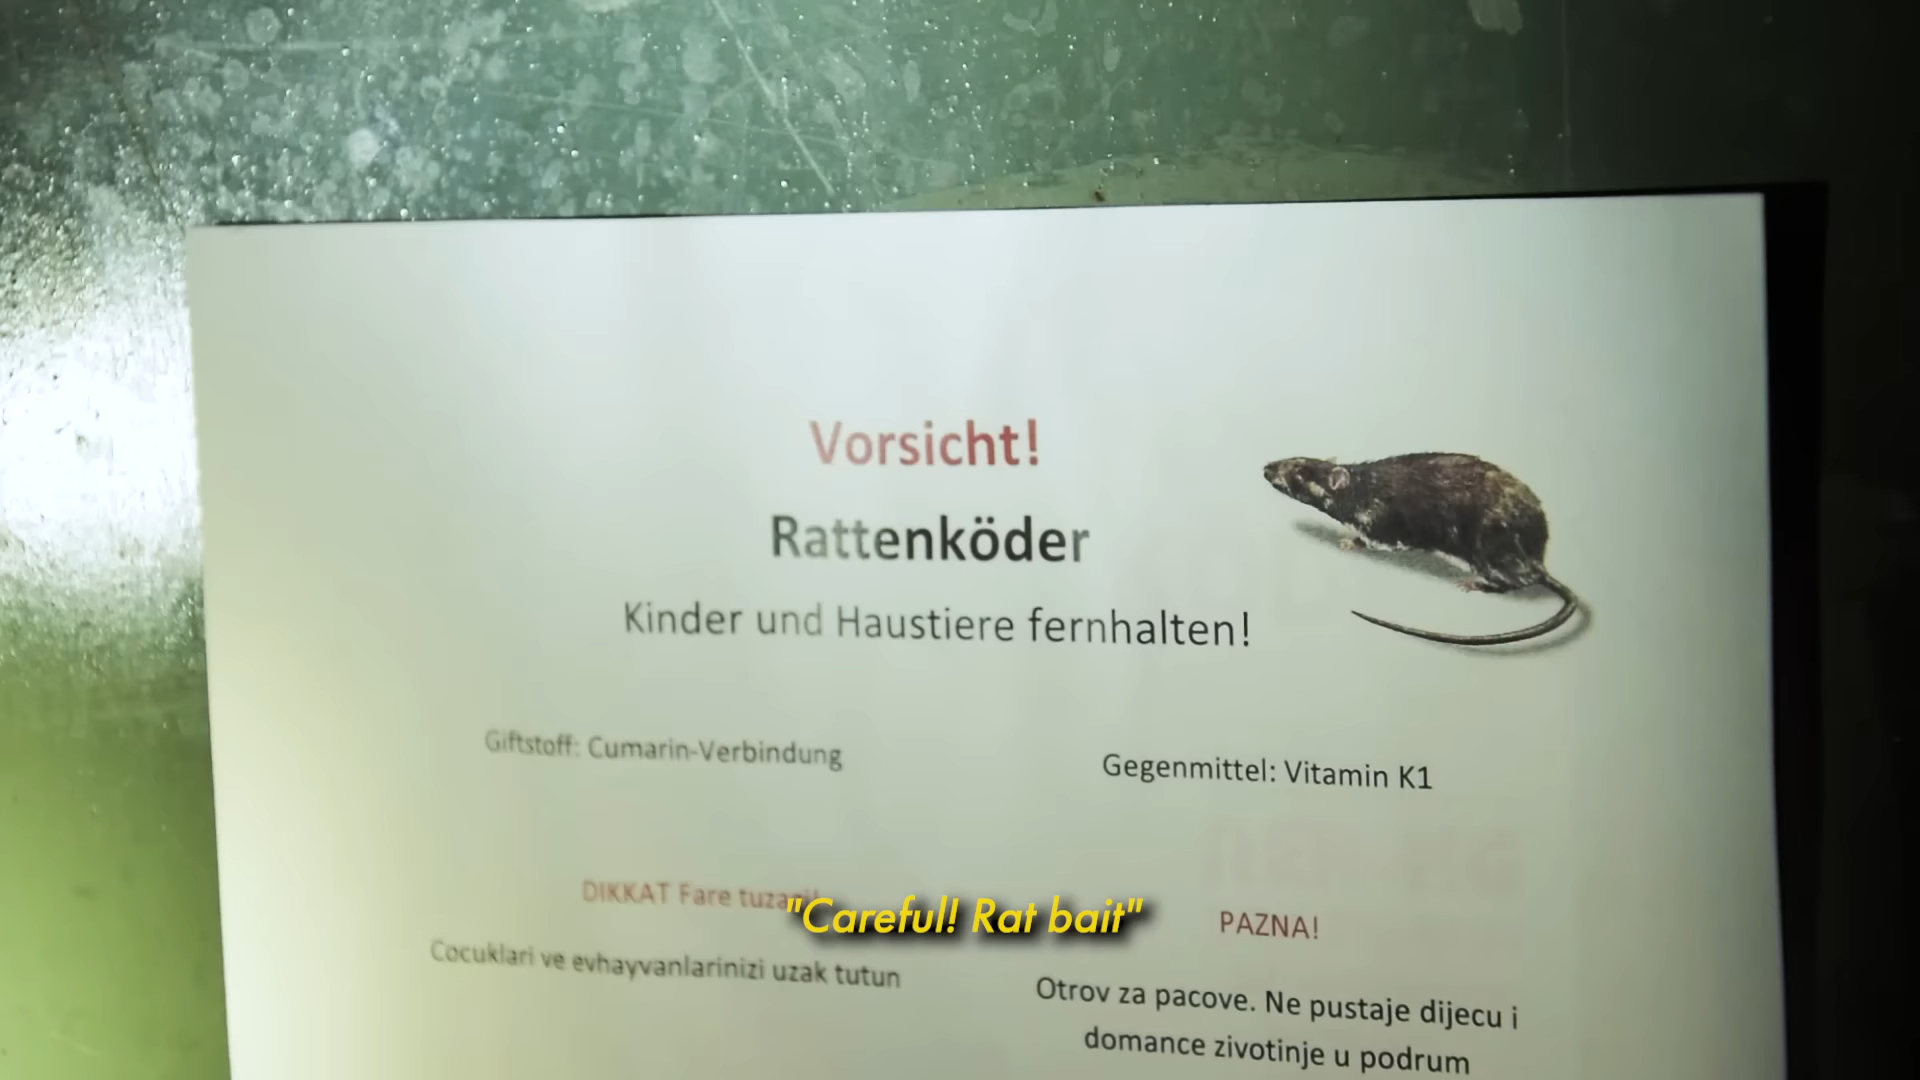 Vorsicht!
Rattenköder
Kinder und Haustiere fernhalten!
Giftstoff: Cumarin-Verbindung
Gegenmittel: Vitamin K1
DIKKAT Fare
"Careful! Rat bait"
Cocuklari ve evhayvanlarinizi uzak tutun
PAZNA!
Otrov za pacove. Ne pustaje dijecu i
domance zivotinje u podrum